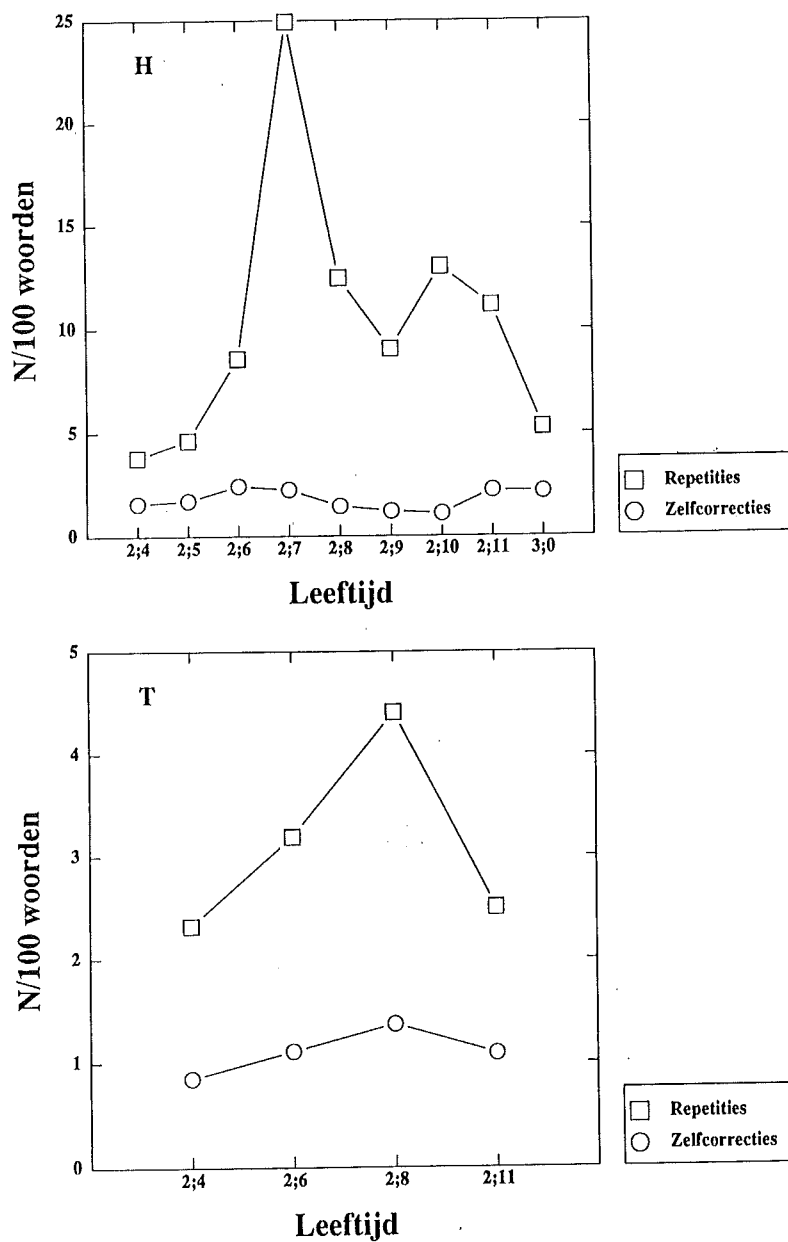 H
25
20
15
10
5
0
N/100 woorden
2;4 2;5 2;6 2;7 2;8 2;9 2;10 2;11 3;0
Leeftijd
Repetities
Zelfcorrecties
T
5
4
3
2
1
0
N/100 woorden
2;4 2;6 2;8 2;11
Leeftijd
Repetities
Zelfcorrecties